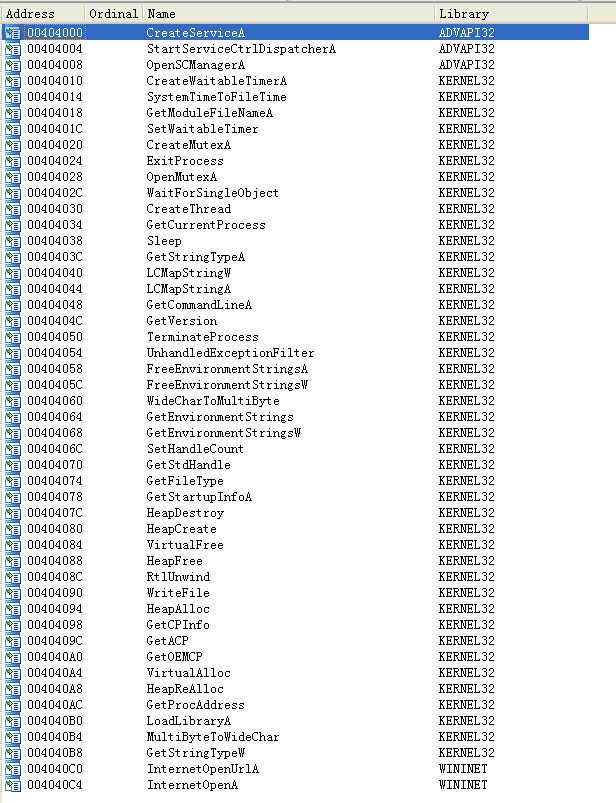 Address Ordinal Name Library
00404000 CreateServiceA ADVAPI32
00404004 StartServiceCtrlDispatcherA ADVAPI32
00404008 OpenSCManagerA ADVAPI32
00404010 CreateWaitableTimerA KERNEL32
00404014 SystemTimeToFileTime KERNEL32
00404018 GetModuleFileNameA KERNEL32
0040401C SetWaitableTimer KERNEL32
00404020 CreateMutexA KERNEL32
00404024 ExitProcess KERNEL32
00404028 OpenMutexA KERNEL32
0040402C WaitForSingleObject KERNEL32
00404030 CreateThread KERNEL32
00404034 GetCurrentProcess KERNEL32
00404038 Sleep KERNEL32
0040403C GetStringTypeA KERNEL32
00404040 LCMapStringW KERNEL32
00404044 LCMapStringA KERNEL32
00404048 GetCommandLineA KERNEL32
0040404C GetVersion KERNEL32
00404050 TerminateProcess KERNEL32
00404054 UnhandledExceptionFilter KERNEL32
00404058 FreeEnvironmentStringsA KERNEL32
0040405C FreeEnvironmentStringsW KERNEL32
00404060 WideCharToMultiByte KERNEL32
00404064 GetEnvironmentStrings KERNEL32
00404068 GetEnvironmentStringsW KERNEL32
0040406C SetHandleCount KERNEL32
00404070 GetStdHandle KERNEL32
00404074 GetFileType KERNEL32
00404078 GetStartupInfoA KERNEL32
0040407C HeapDestroy KERNEL32
00404080 HeapCreate KERNEL32
00404084 VirtualFree KERNEL32
00404088 HeapFree KERNEL32
0040408C RtlUnwind KERNEL32
00404090 WriteFile KERNEL32
00404094 HeapAlloc KERNEL32
00404098 GetCPInfo KERNEL32
0040409C GetACP KERNEL32
004040A0 GetOEMCP KERNEL32
004040A4 VirtualAlloc KERNEL32
004040A8 HeapReAlloc KERNEL32
004040AC GetProcAddress KERNEL32
004040B0 LoadLibraryA KERNEL32
004040B4 MultiByteToWideChar KERNEL32
004040B8 GetStringTypeW KERNEL32
004040C0 InternetOpenUrlA WININET
004040C4 InternetOpenA WININET